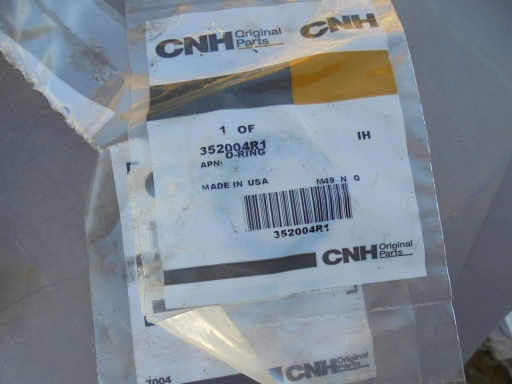 CNH Original Parts CNH
1 OF
352004R1 IH
O-RING
APN:
MADE IN USA M49 N Q
352004R1
CNH Original Parts
7004
CNH Original Parts